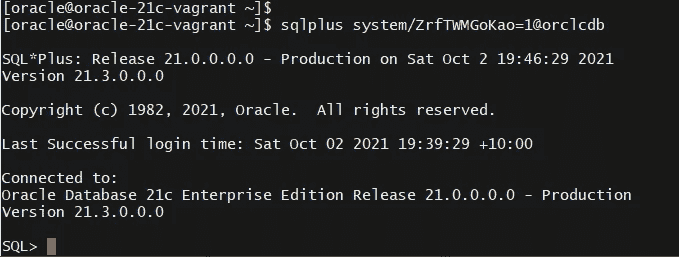 [oracle@oracle-21c-vagrant ~]$
[oracle@oracle-21c-vagrant ~]$ sqlplus system/ZrfTWMGoKao=1@orclcdb
SQL*Plus: Release 21.0.0.0.0 - Production on Sat Oct 2 19:46:29 2021
Version 21.3.0.0.0
Copyright (c) 1982, 2021, Oracle.  All rights reserved.
Last Successful login time: Sat Oct 02 2021 19:39:29 +10:00
Connected to:
Oracle Database 21c Enterprise Edition Release 21.0.0.0.0 - Production
Version 21.3.0.0.0
SQL>